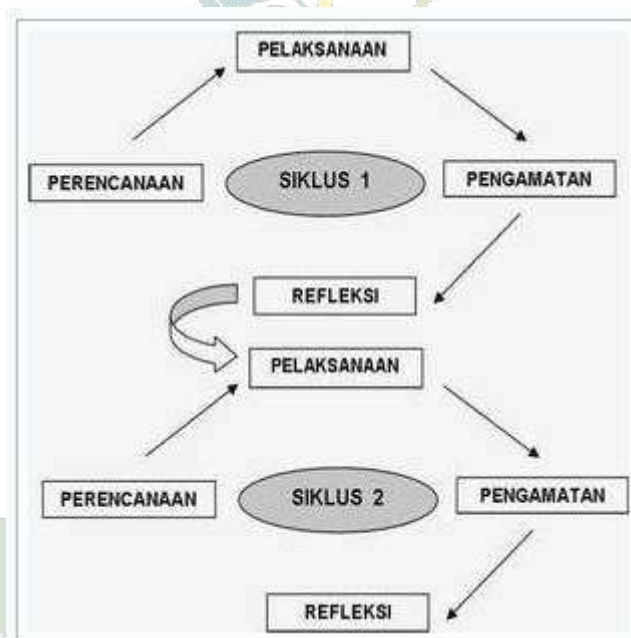 PELAKSANAAN
PERENCANAAN
SIKLUS 1
PENGAMATAN
REFLEKSI
PELAKSANAAN
PERENCANAAN
SIKLUS 2
PENGAMATAN
REFLEKSI